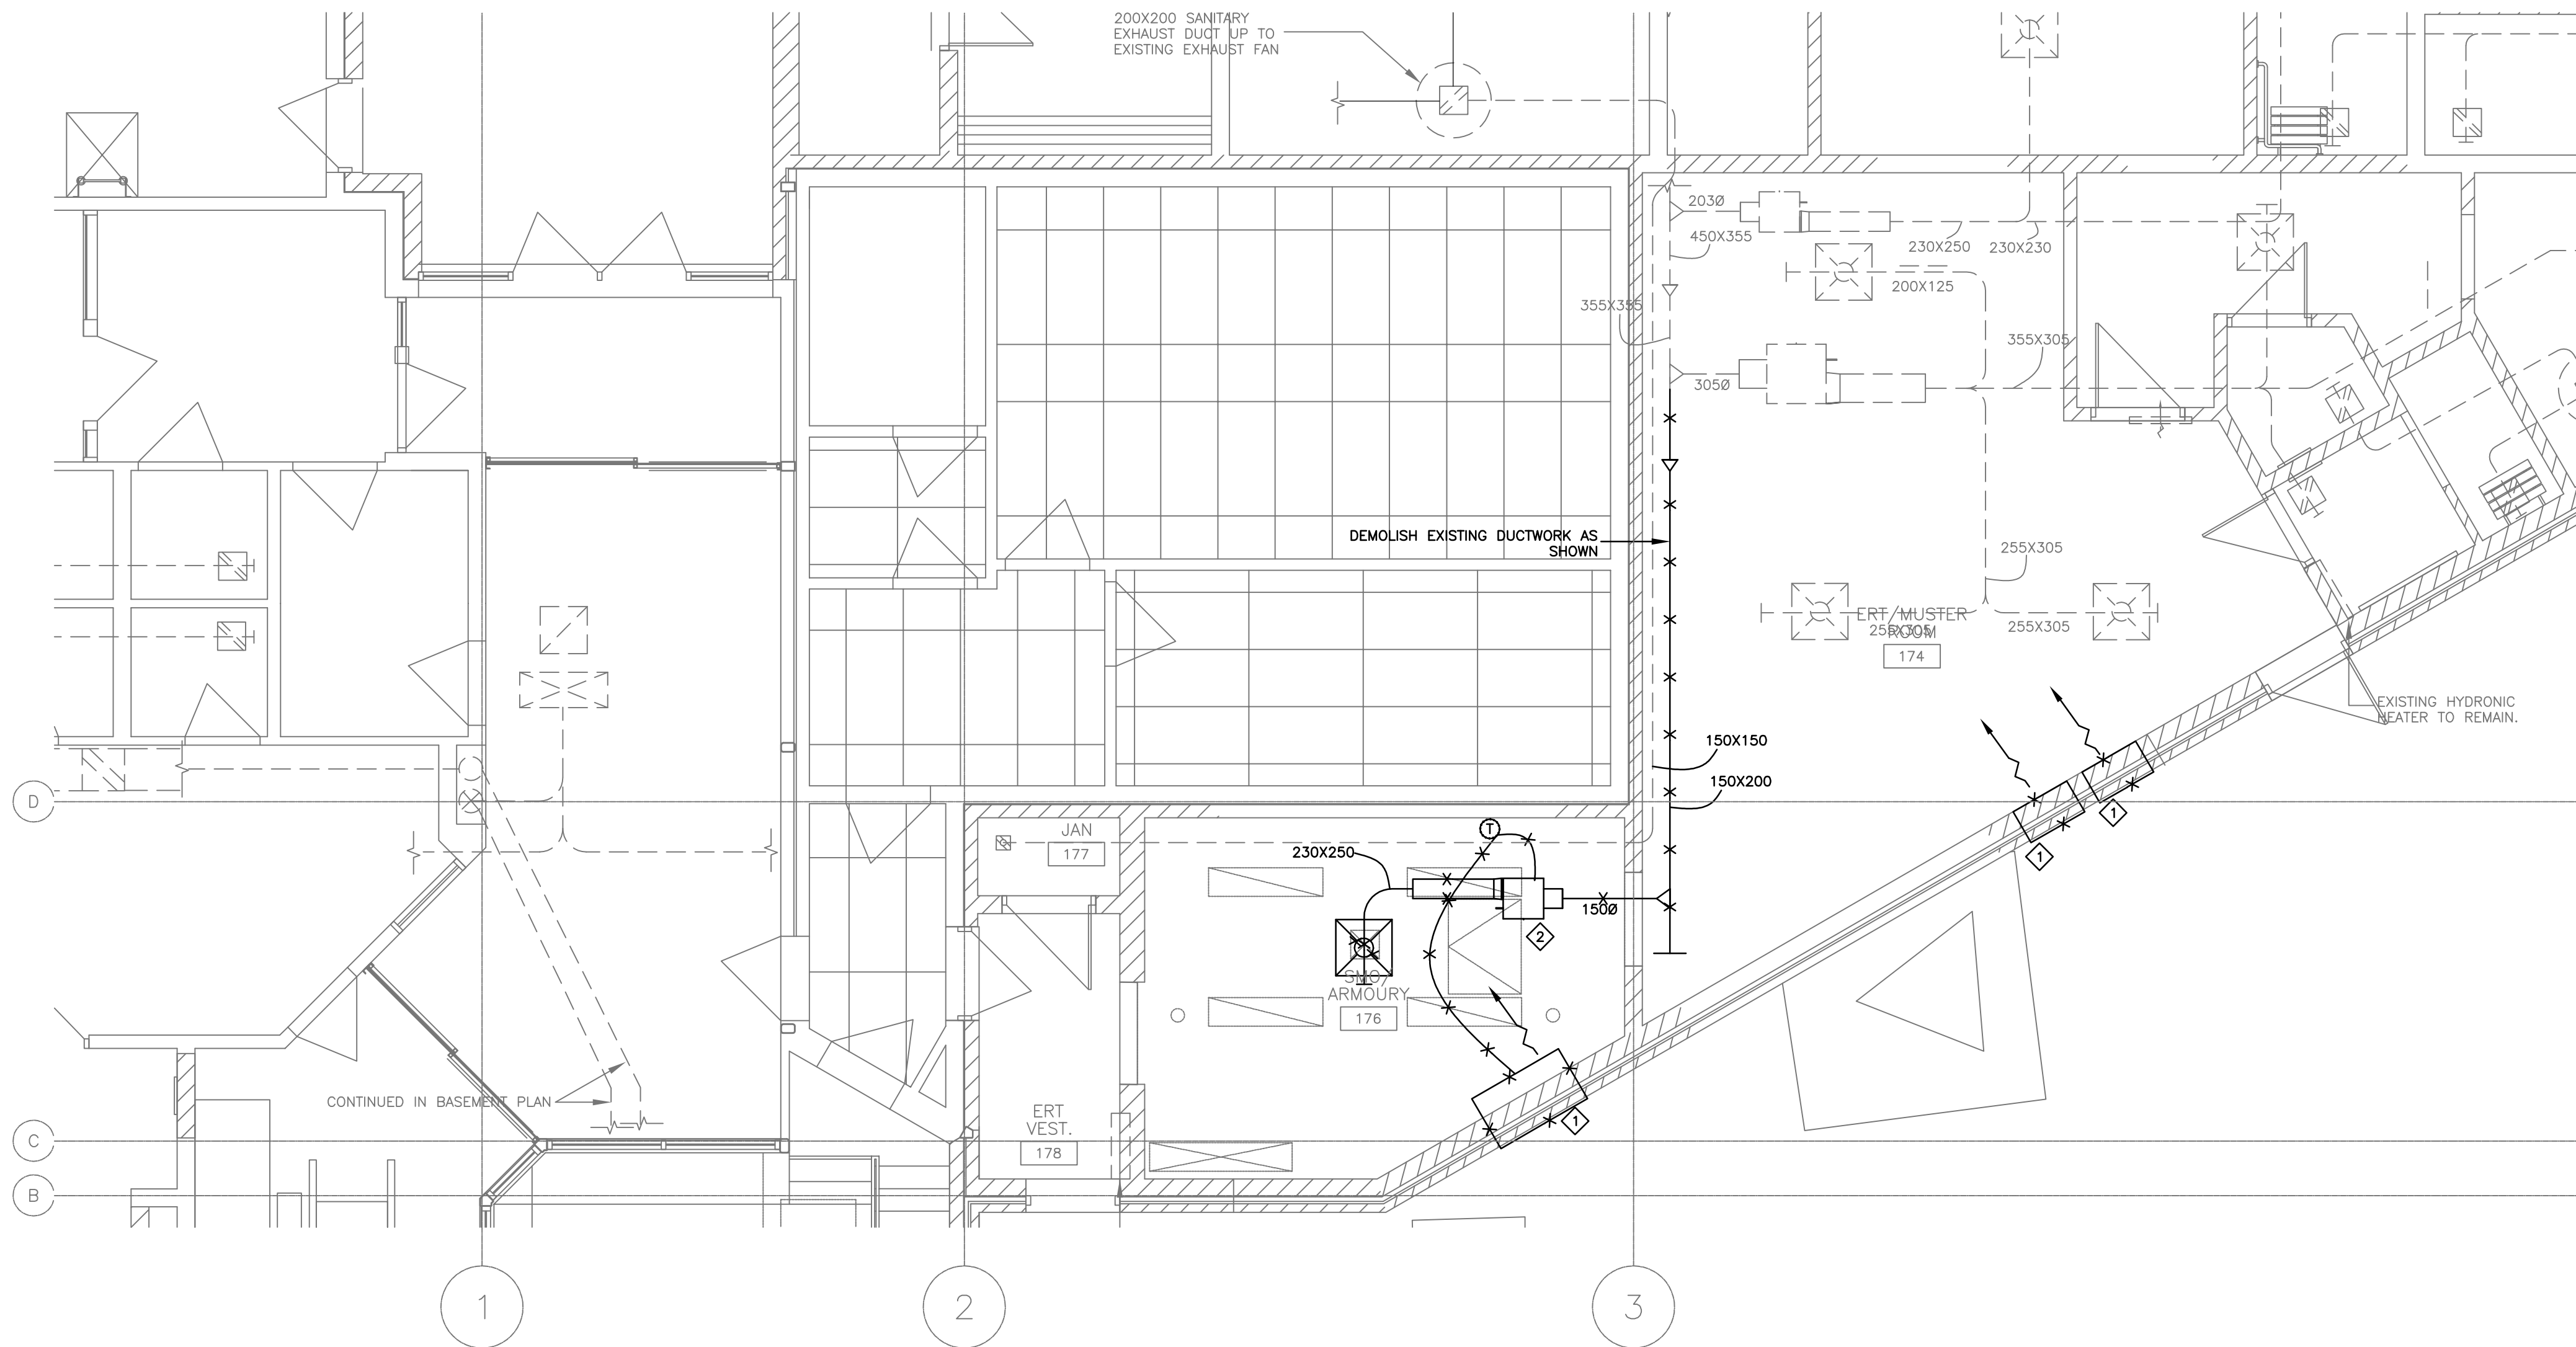 200X200 SANITARY
EXHAUST DUCT UP TO
EXISTING EXHAUST FAN
203Ø
450X355
230X250
230X230
200X125
355X355
355X305
305Ø
DEMOLISH EXISTING DUCTWORK AS
SHOWN
255X305
ERT/MUSTER
ROOM
255X305
255X305
174
EXISTING HYDRONIC
HEATER TO REMAIN.
150X150
150X200
D
JAN
177
T
230X250
150Ø
1
1
2
SMO/
ARMOURY
176
CONTINUED IN BASEMENT PLAN
ERT
VEST.
178
1
C
B
1
2
3